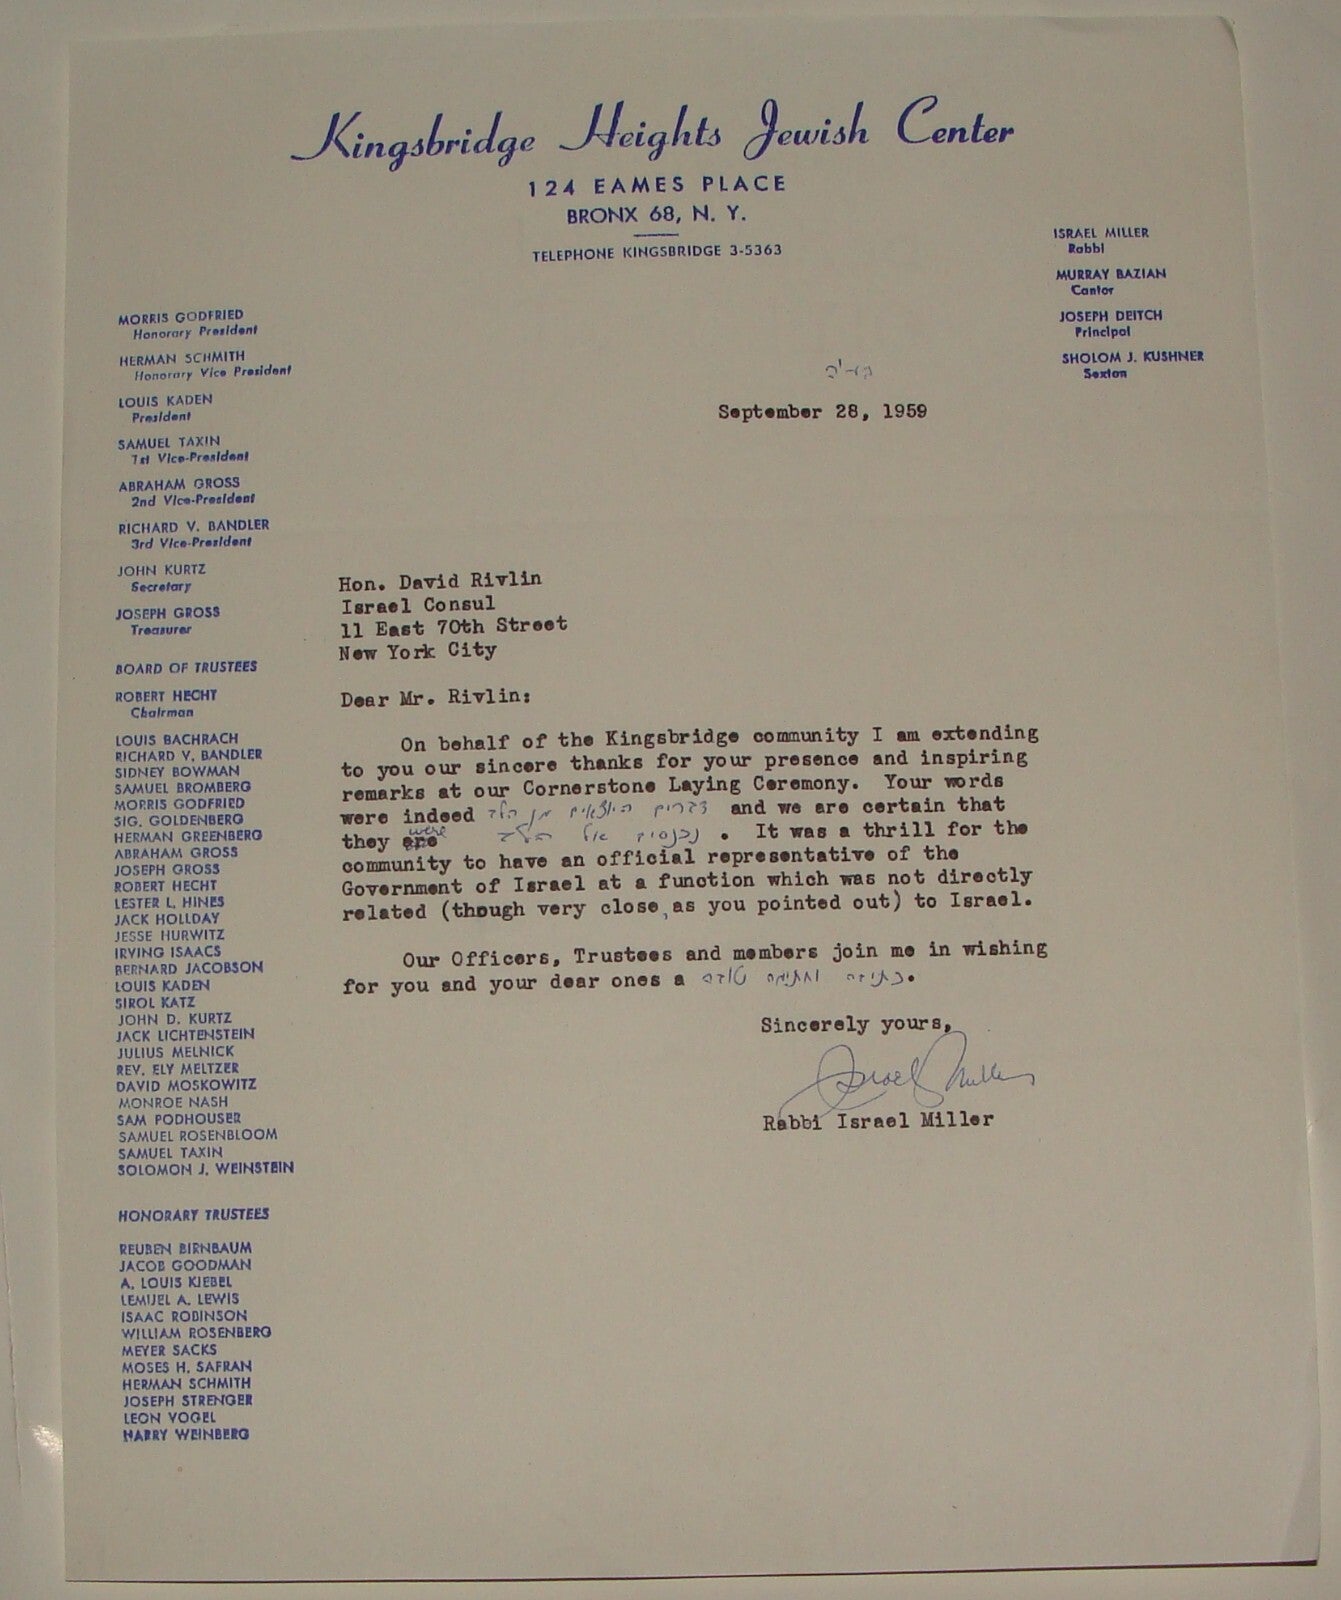 Kingsbridge Heights Jewish Center
124 EAMES PLACE
BRONX 68, N. Y.
TELEPHONE KINGSBRIDGE 3-5363
ISRAEL MILLER
Rabbi
MURRAY BAZIAN
Cantor
JOSEPH DEITCH
Principal
SHOLOM J. KUSHNER
Sexton
MORRIS GODFRIED
Honorary President
HERMAN SCHMITH
Honorary Vice President
LOUIS KADEN
President
SAMUEL TAXIN
1st Vice-President
ABRAHAM GROSS
2nd Vice-President
RICHARD V. BANDLER
3rd Vice-President
JOHN KURTZ
Secretary
JOSEPH GROSS
Treasurer
BOARD OF TRUSTEES
ROBERT HECHT
Chairman
LOUIS BACHRACH
RICHARD V. BANDLER
SIDNEY BOWMAN
SAMUEL BROMBERG
MORRIS GODFRIED
SIG. GOLDENBERG
HERMAN GREENBERG
ABRAHAM GROSS
JOSEPH GROSS
ROBERT HECHT
LESTER L. HINES
JACK HOLLDAY
JESSE HURWITZ
IRVING ISAACS
BERNARD JACOBSON
LOUIS KADEN
SIROL KATZ
JOHN D. KURTZ
JACK LICHTENSTEIN
JULIUS MELNICK
REV. ELY MELTZER
DAVID MOSKOWITZ
MONROE NASH
SAM PODHOUSER
SAMUEL ROSENBLOOM
SAMUEL TAXIN
SOLOMON J. WEINSTEIN
HONORARY TRUSTEES
REUBEN BIRNBAUM
JACOB GOODMAN
A. LOUIS KIEBEL
LEMUEL A. LEWIS
ISAAC ROBINSON
WILLIAM ROSENBERG
MEYER SACKS
MOSES H. SAFRAN
HERMAN SCHMITH
JOSEPH STRENGER
LEON VOGEL
HARRY WEINBERG
September 28, 1959
Hon. David Rivlin
Israel Consul
11 East 70th Street
New York City
Dear Mr. Rivlin:
On behalf of the Kingsbridge community I am extending
to you our sincere thanks for your presence and inspiring
remarks at our Cornerstone Laying Ceremony. Your words
were indeed דברים היוצאים מן הלב and we are certain that
they are were נכנסים אל הלב . It was a thrill for the
community to have an official representative of the
Government of Israel at a function which was not directly
related (though very close, as you pointed out) to Israel.
Our Officers, Trustees and members join me in wishing
for you and your dear ones a כתיבה וחתימה טובה.
Sincerely yours,
Israel Miller
Rabbi Israel Miller